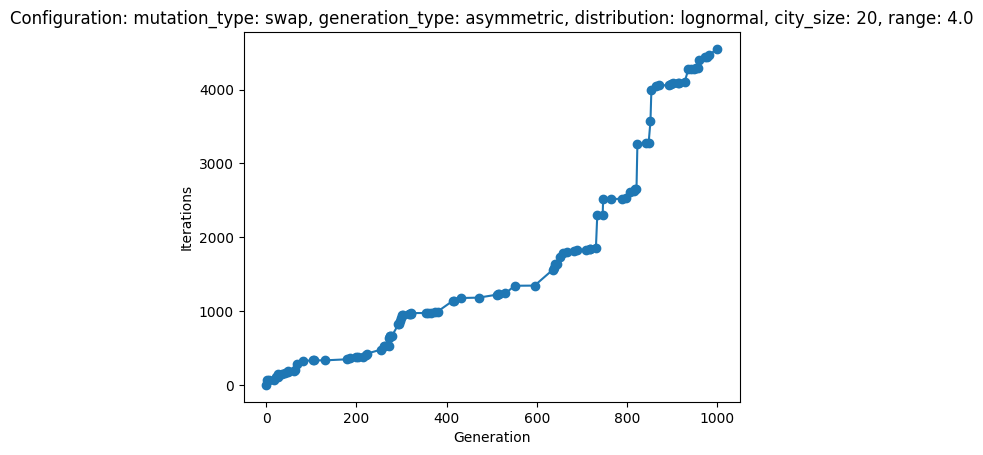 Configuration: mutation_type: swap, generation_type: asymmetric, distribution: lognormal, city_size: 20, range: 4.0
4000
3000
Iterations
2000
1000
0
0 200 400 600 800 1000
Generation